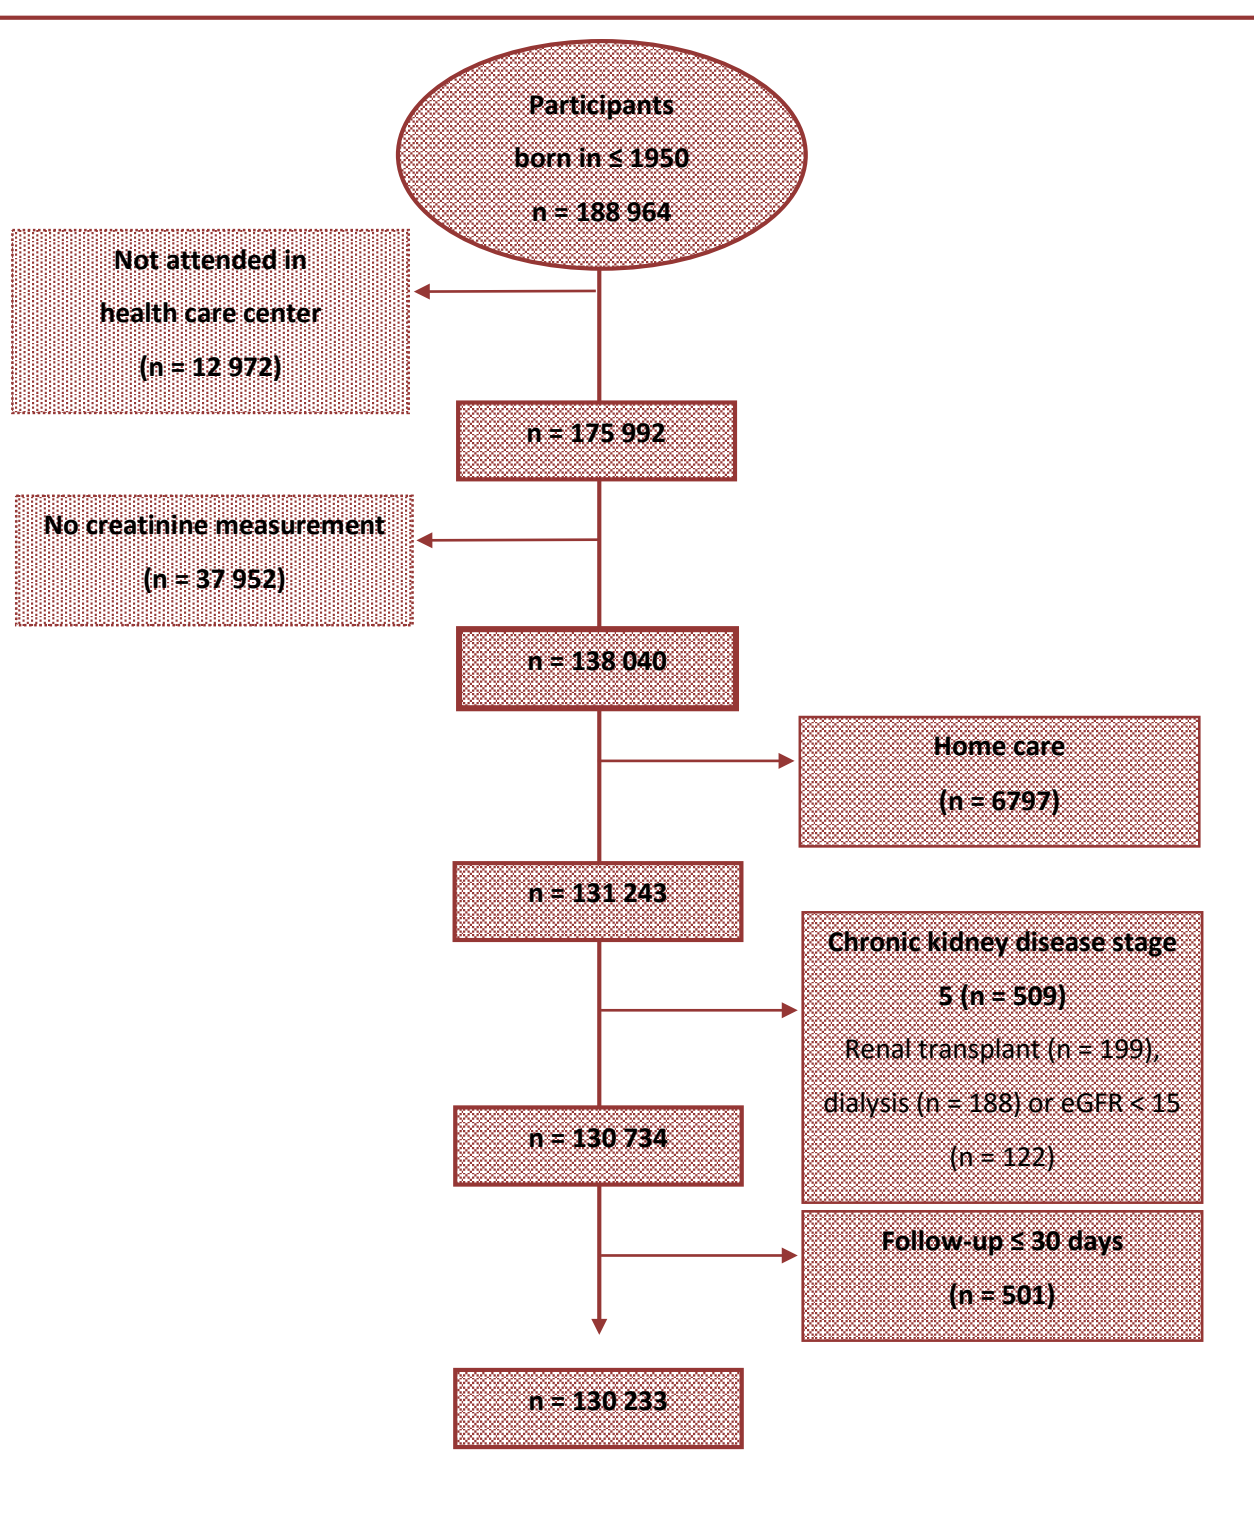 Participants
born in ≤ 1950
n = 188 964
Not attended in
health care center
(n = 12 972)
n = 175 992
No creatinine measurement
(n = 37 952)
n = 138 040
Home care
(n = 6797)
n = 131 243
Chronic kidney disease stage
5 (n = 509)
Renal transplant (n = 199),
dialysis (n = 188) or eGFR < 15
(n = 122)
n = 130 734
Follow-up ≤ 30 days
(n = 501)
n = 130 233